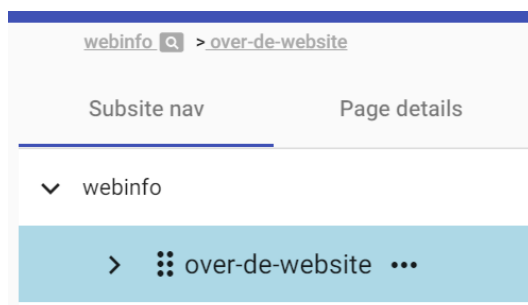 webinfo > over-de-website
Subsite nav Page details
webinfo
over-de-website •••